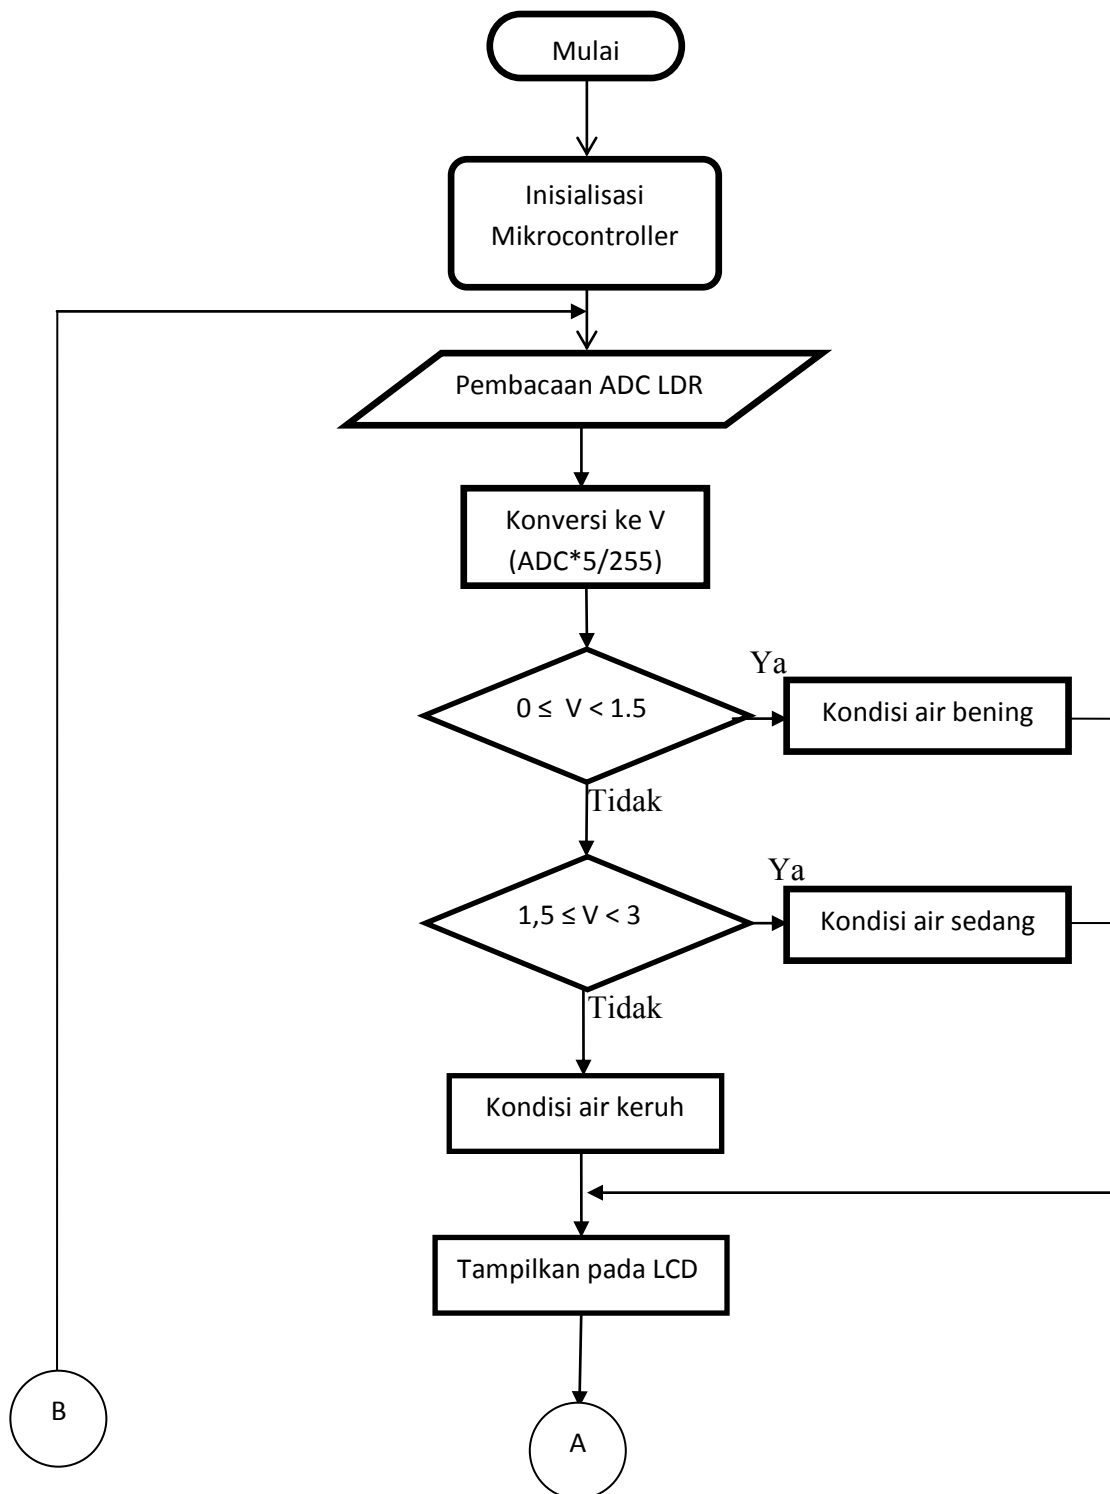 Mulai
Inisialisasi
Mikrocontroller
Pembacaan ADC LDR
Konversi ke V
(ADC*5/255)
0 ≤ V < 1.5
Ya
Kondisi air bening
Tidak
1,5 ≤ V < 3
Ya
Kondisi air sedang
Tidak
Kondisi air keruh
Tampilkan pada LCD
B
A